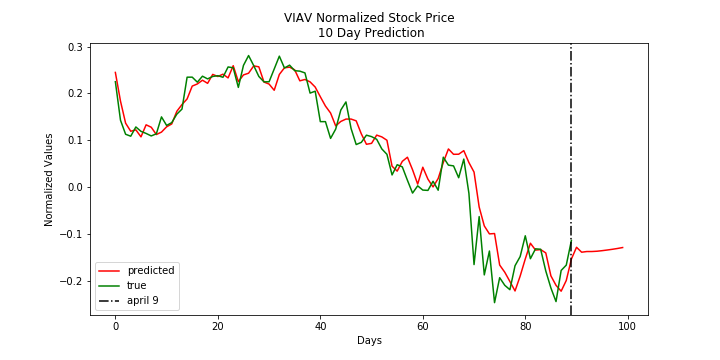 VIAV Normalized Stock Price
10 Day Prediction
Normalized Values
0.3
0.2
0.1
0.0
−0.1
−0.2
predicted
true
april 9
0
20
40
60
80
100
Days